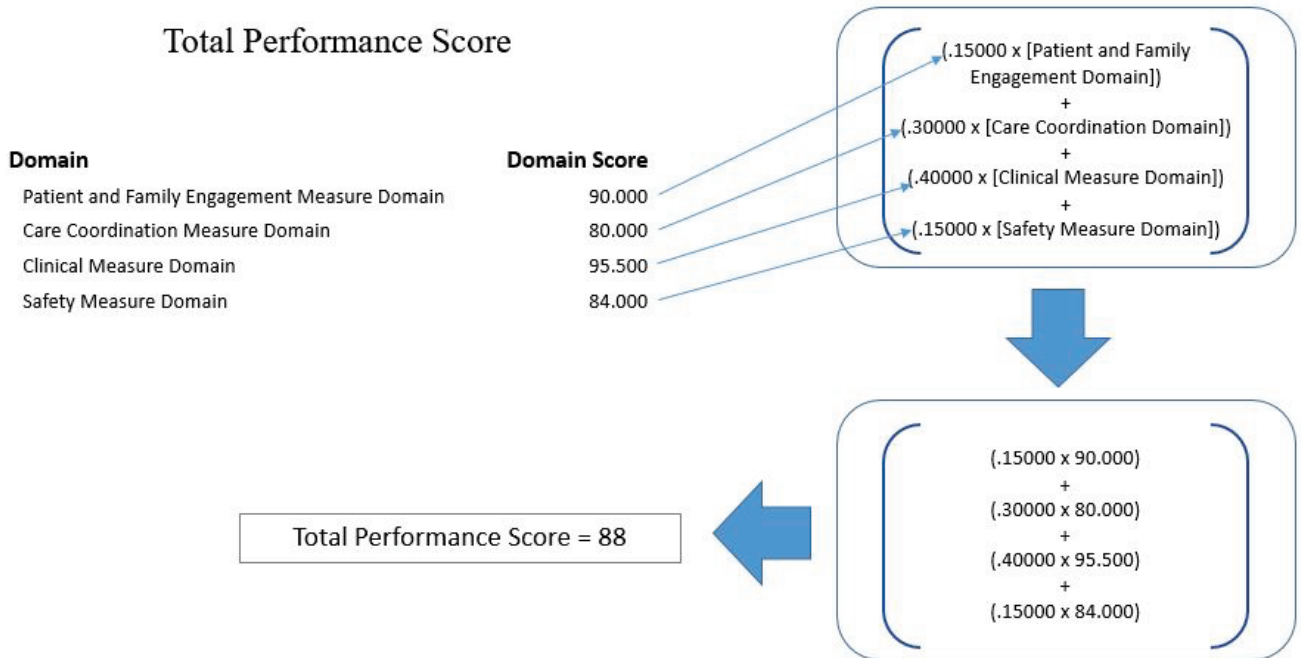 Total Performance Score
Domain Domain Score
Patient and Family Engagement Measure Domain 90.000
Care Coordination Measure Domain 80.000
Clinical Measure Domain 95.500
Safety Measure Domain 84.000
(.15000 x [Patient and Family
Engagement Domain])
+
(.30000 x [Care Coordination Domain])
+
(.40000 x [Clinical Measure Domain])
+
(.15000 x [Safety Measure Domain])
(.15000 x 90.000)
+
(.30000 x 80.000)
+
(.40000 x 95.500)
+
(.15000 x 84.000)
Total Performance Score = 88